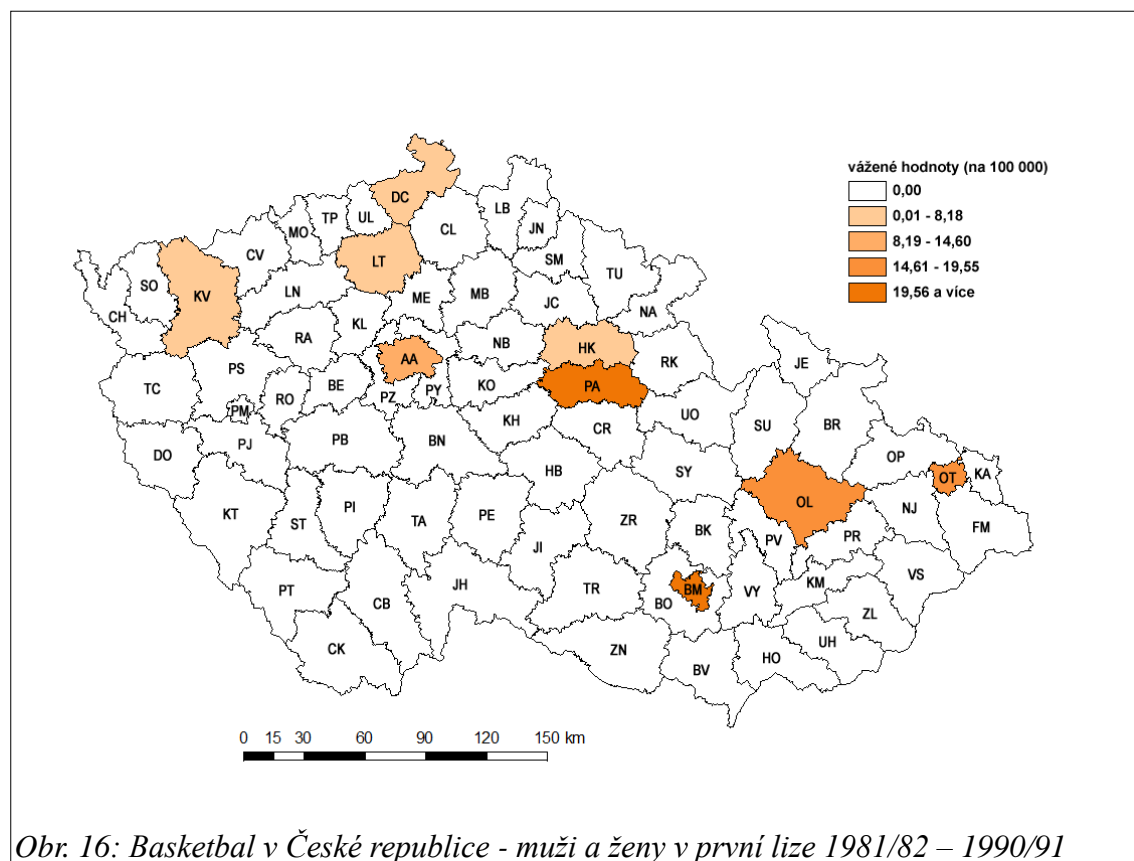 vážené hodnoty (na 100 000)
0,00
0,01 - 8,18
8,19 - 14,60
14,61 - 19,55
19,56 a více
DC
LB
TP
UL
MO
JN
CL
CV
SM
LT
TU
SO
KV
LN
ME
MB
JC
NA
CH
KL
RA
NB
HK
AA
RK
JE
PS
TC
BE
KO
PA
RO
PZ
PY
PM
UO
KH
CR
SU
BR
PJ
PB
BN
DO
OP
SY
HB
OT
KA
OL
KT
ST
PI
TA
PE
ZR
NJ
FM
BK
PV
PR
JI
VS
KM
PT
JH
TR
BM
VY
BO
CB
ZL
UH
CK
ZN
HO
BV
0 15 30 60 90 120 150 km
Obr. 16: Basketbal v České republice - muži a ženy v první lize 1981/82 – 1990/91